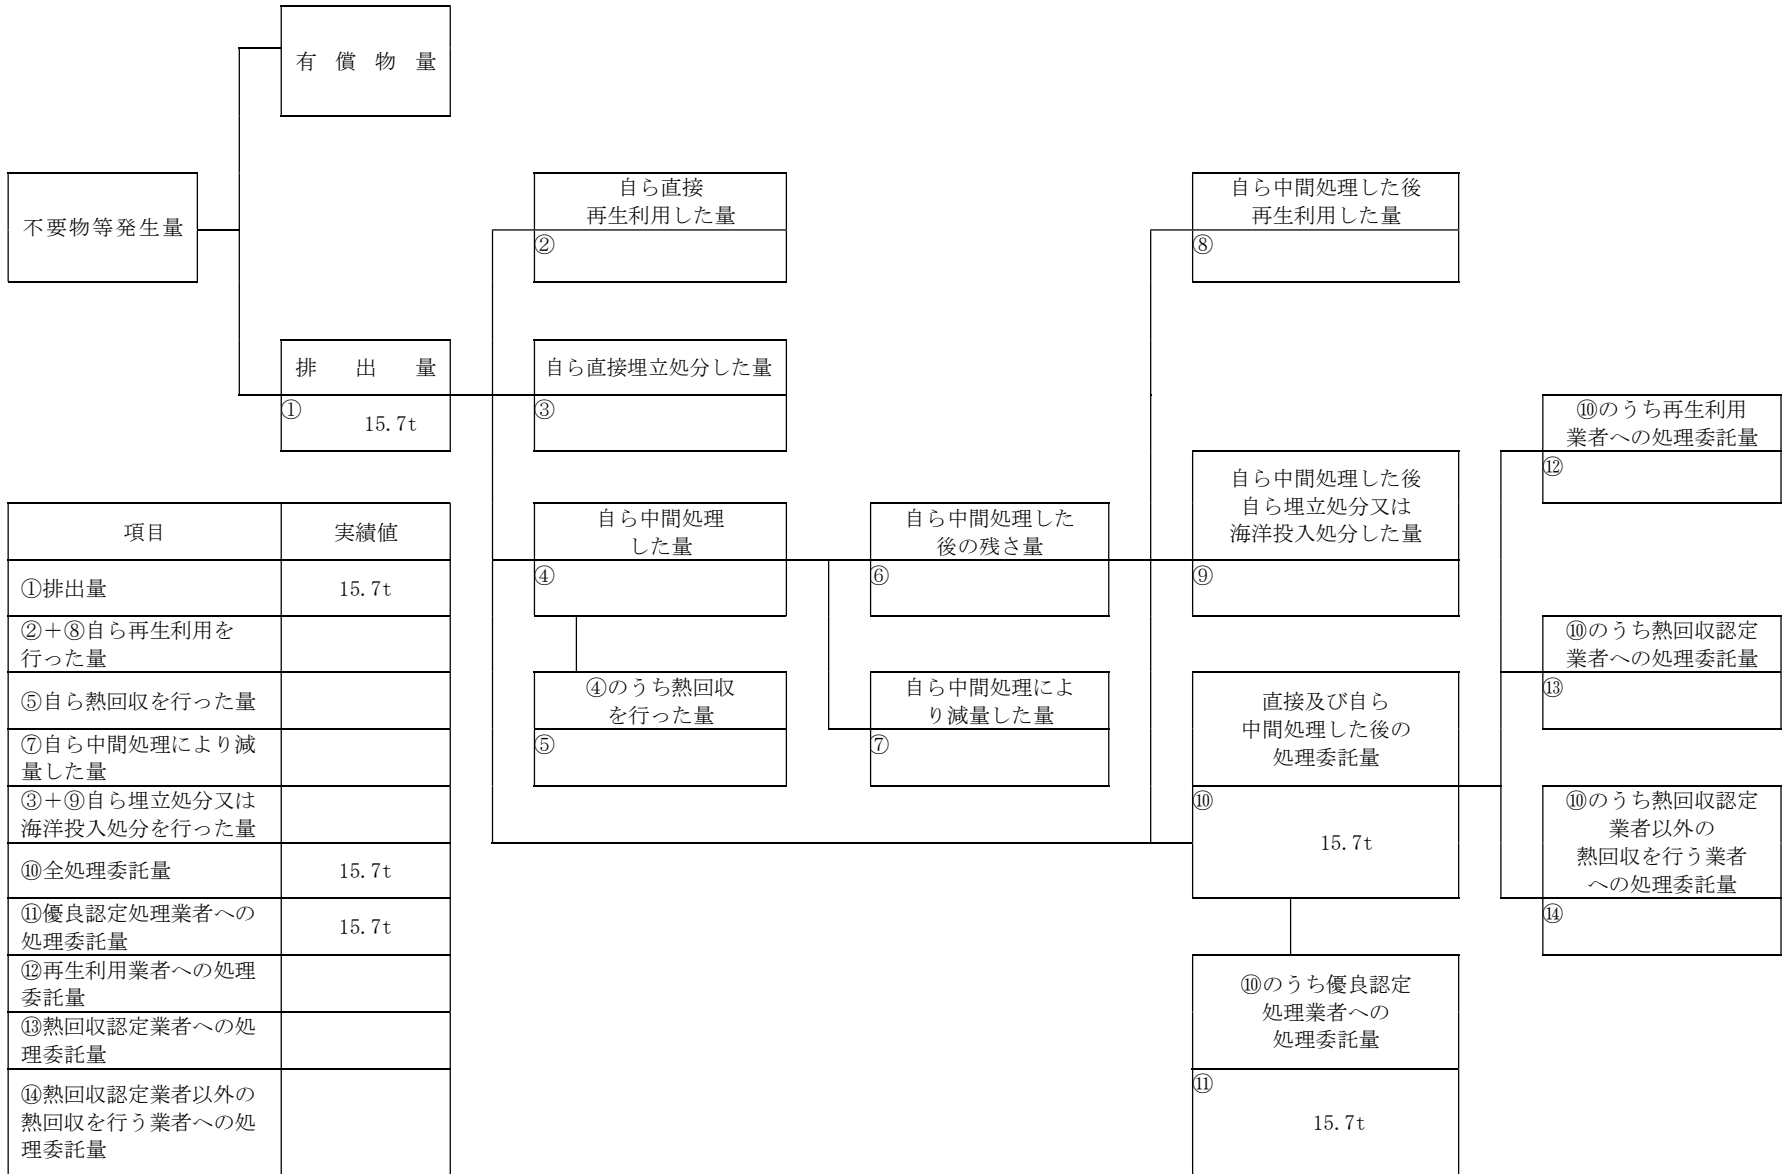 有償物量
不要物等発生量
自ら直接
再生利用した量
②
自ら中間処理した後
再生利用した量
⑧
排出量
①
15.7t
自ら直接埋立処分した量
③
⑩のうち再生利用
業者への処理委託量
⑫
自ら中間処理した後
自ら埋立処分又は
海洋投入処分した量
⑨
自ら中間処理
した量
④
自ら中間処理した
後の残さ量
⑥
⑩のうち熱回収認定
業者への処理委託量
⑬
④のうち熱回収
を行った量
⑤
自ら中間処理によ
り減量した量
⑦
直接及び自ら
中間処理した後の
処理委託量
⑩
15.7t
⑩のうち熱回収認定
業者以外の
熱回収を行う業者
への処理委託量
⑭
⑩のうち優良認定
処理業者への
処理委託量
⑪
15.7t
項目 実績値
①排出量 15.7t
②＋⑧自ら再生利用を
行った量
⑤自ら熱回収を行った量
⑦自ら中間処理により減
量した量
③＋⑨自ら埋立処分又は
海洋投入処分を行った量
⑩全処理委託量 15.7t
⑪優良認定処理業者への
処理委託量 15.7t
⑫再生利用業者への処理
委託量
⑬熱回収認定業者への処
理委託量
⑭熱回収認定業者以外の
熱回収を行う業者への処
理委託量